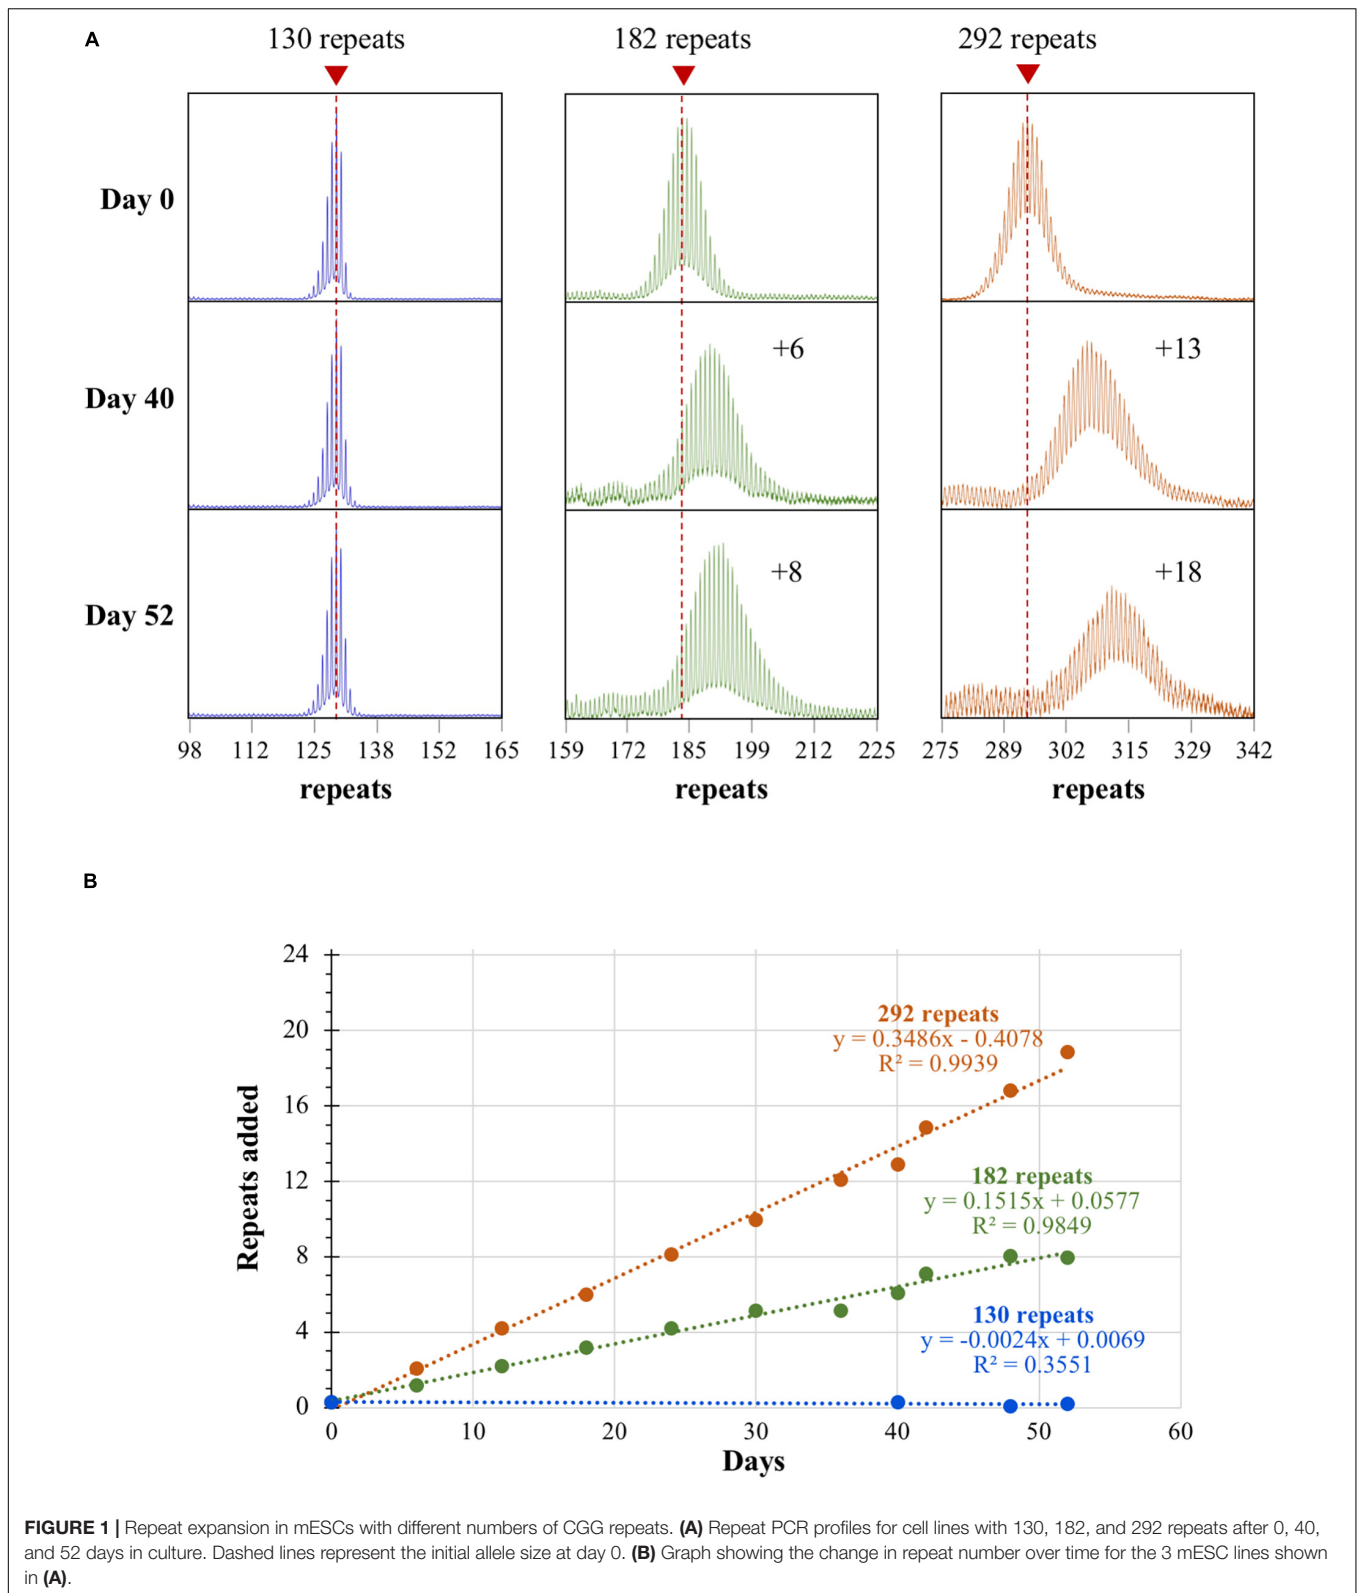 A
130 repeats 182 repeats 292 repeats
Day 0
Day 40
+6 +13
Day 52
+8 +18
98 112 125 138 152 165 159 172 185 199 212 225 275 289 302 315 329 342
repeats repeats repeats
B
24
20
16
12
8
4
0
Repeats added
292 repeats
y = 0.3486x - 0.4078
R² = 0.9939
182 repeats
y = 0.1515x + 0.0577
R² = 0.9849
130 repeats
y = -0.0024x + 0.0069
R² = 0.3551
0 10 20 30 40 50 60
Days
FIGURE 1 | Repeat expansion in mESCs with different numbers of CGG repeats. (A) Repeat PCR profiles for cell lines with 130, 182, and 292 repeats after 0, 40,
and 52 days in culture. Dashed lines represent the initial allele size at day 0. (B) Graph showing the change in repeat number over time for the 3 mESC lines shown
in (A).